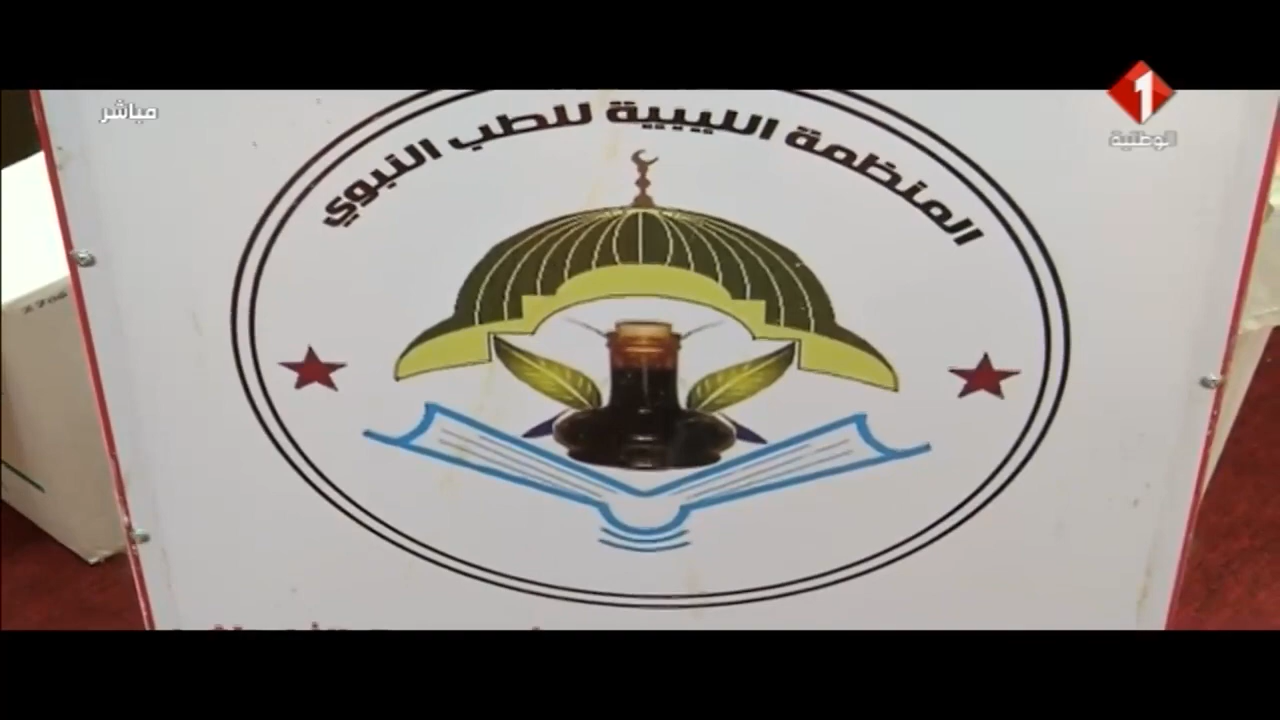 مباشر
1
الوطنية
المنظمة الليبية للطب النبوي